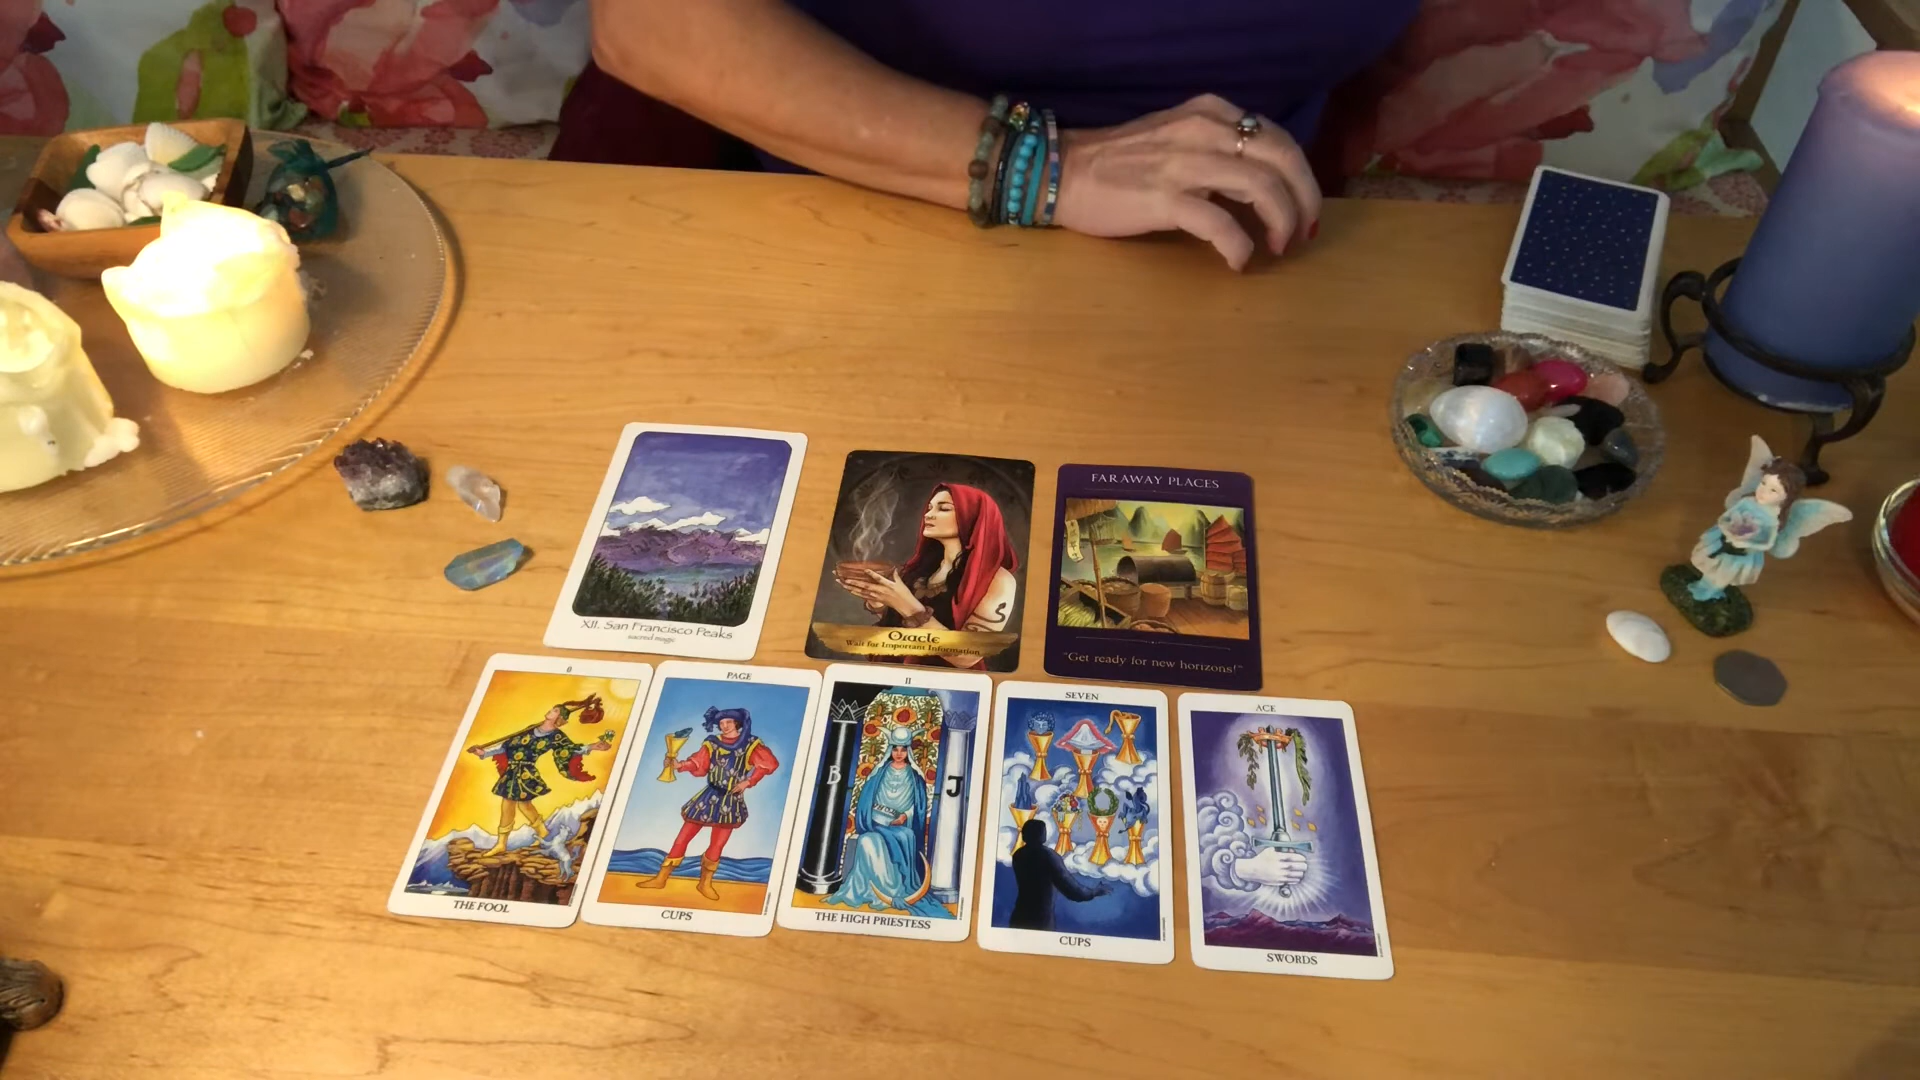 XII. San Francisco Peaks
sacred magic
Oracle
Wait for Important Information
FARAWAY PLACES
"Get ready for new horizons!"
0
THE FOOL
PAGE
CUPS
II
B
J
THE HIGH PRIESTESS
SEVEN
CUPS
ACE
SWORDS